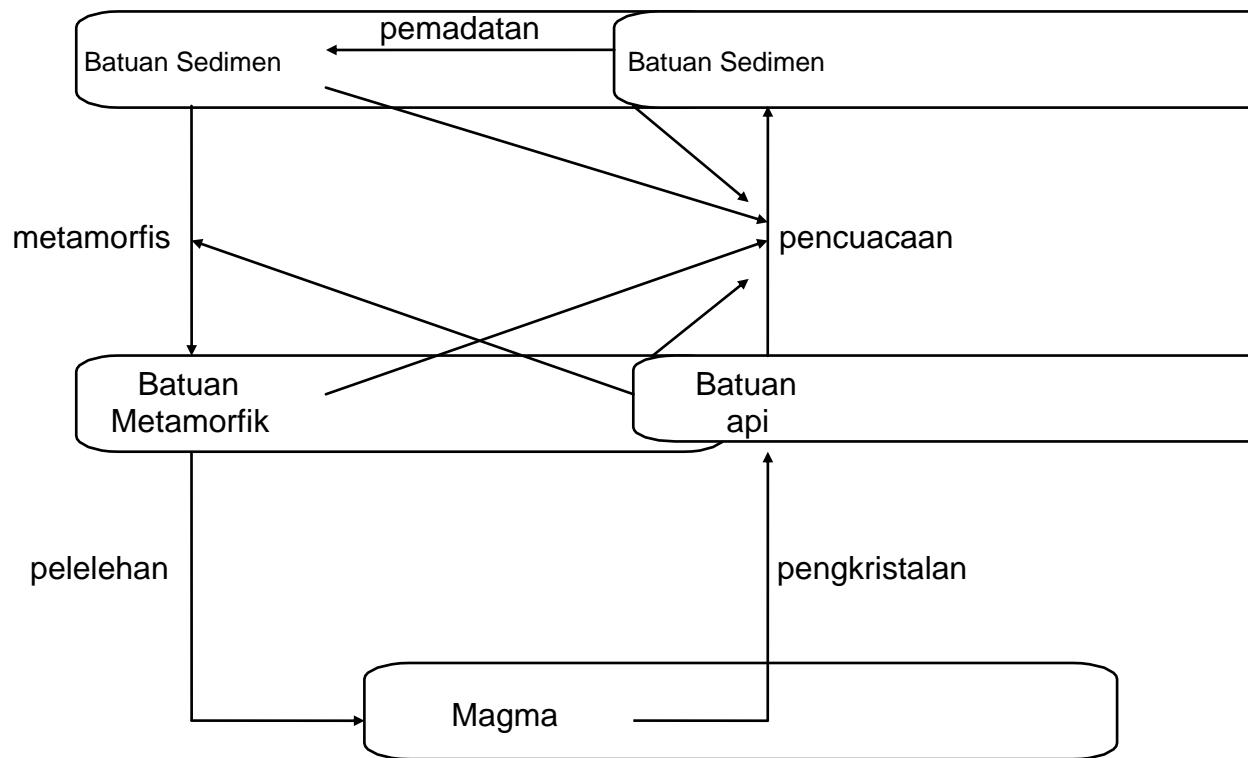 pemadatan
Batuan Sedimen
Batuan Sedimen
metamorfis
pencuacaan
Batuan
Metamorfik
Batuan
api
pelelehan
pengkristalan
Magma